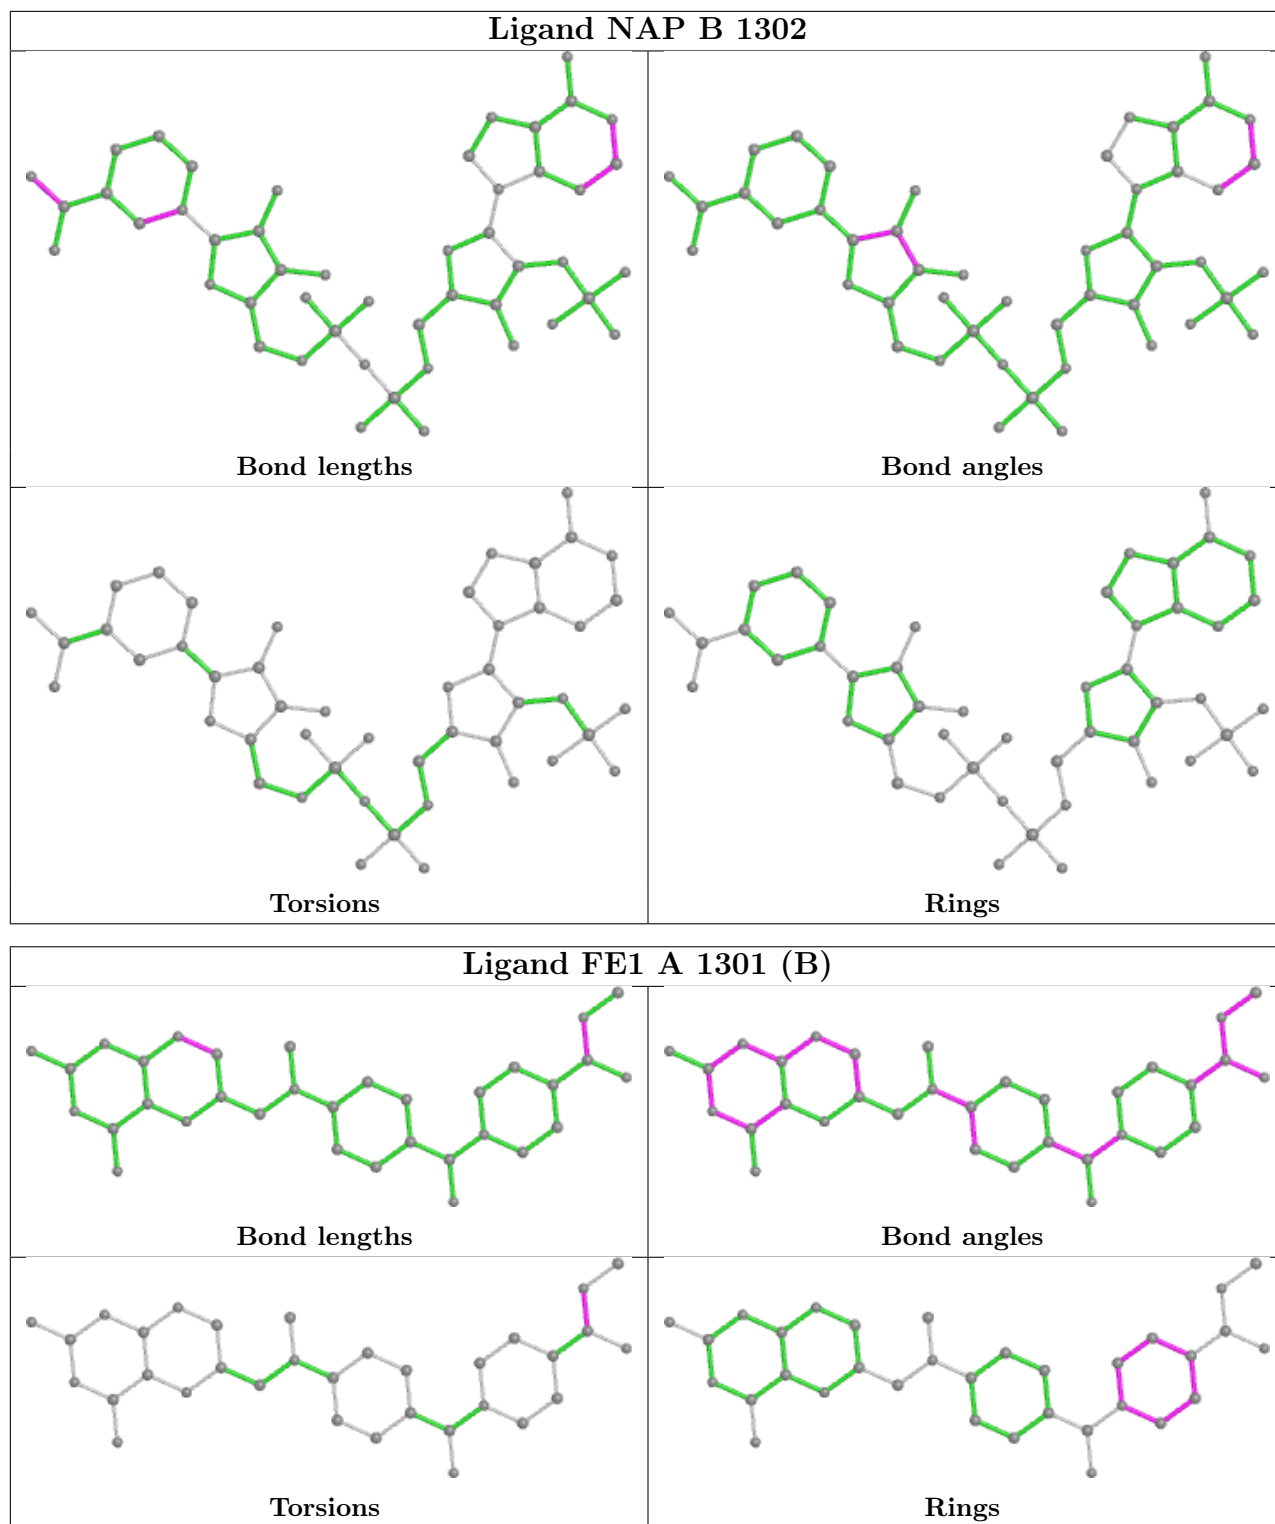 Ligand NAP B 1302
Bond lengths
Bond angles
Torsions
Rings
Ligand FE1 A 1301 (B)
Bond lengths
Bond angles
Torsions
Rings